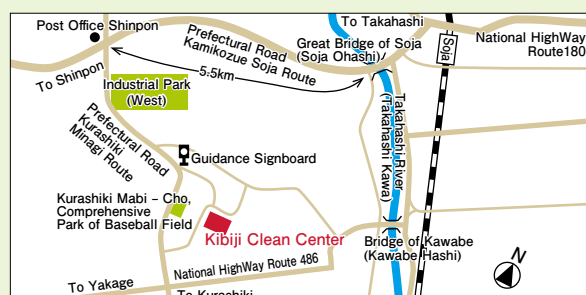 Post Office Shinpon
To Shinpon
Prefectural Road
Kamikozue Soja Route
5.5km
To Takahashi
Great Bridge of Soja
(Soja Ohashi)
Soja
National HighWay
Route180
Industrial Park
(West)
Prefectural Road
Kurashiki
Minagi Route
Guidance Signboard
Takahashi River
(Takahashi Kawa)
Kurashiki Mabi – Cho,
Comprehensive
Park of Baseball Field
Kibiji Clean Center
Bridge of Kawabe
(Kawabe Hashi)
National HighWay Route 486
To Yakage
To Kurashiki
N